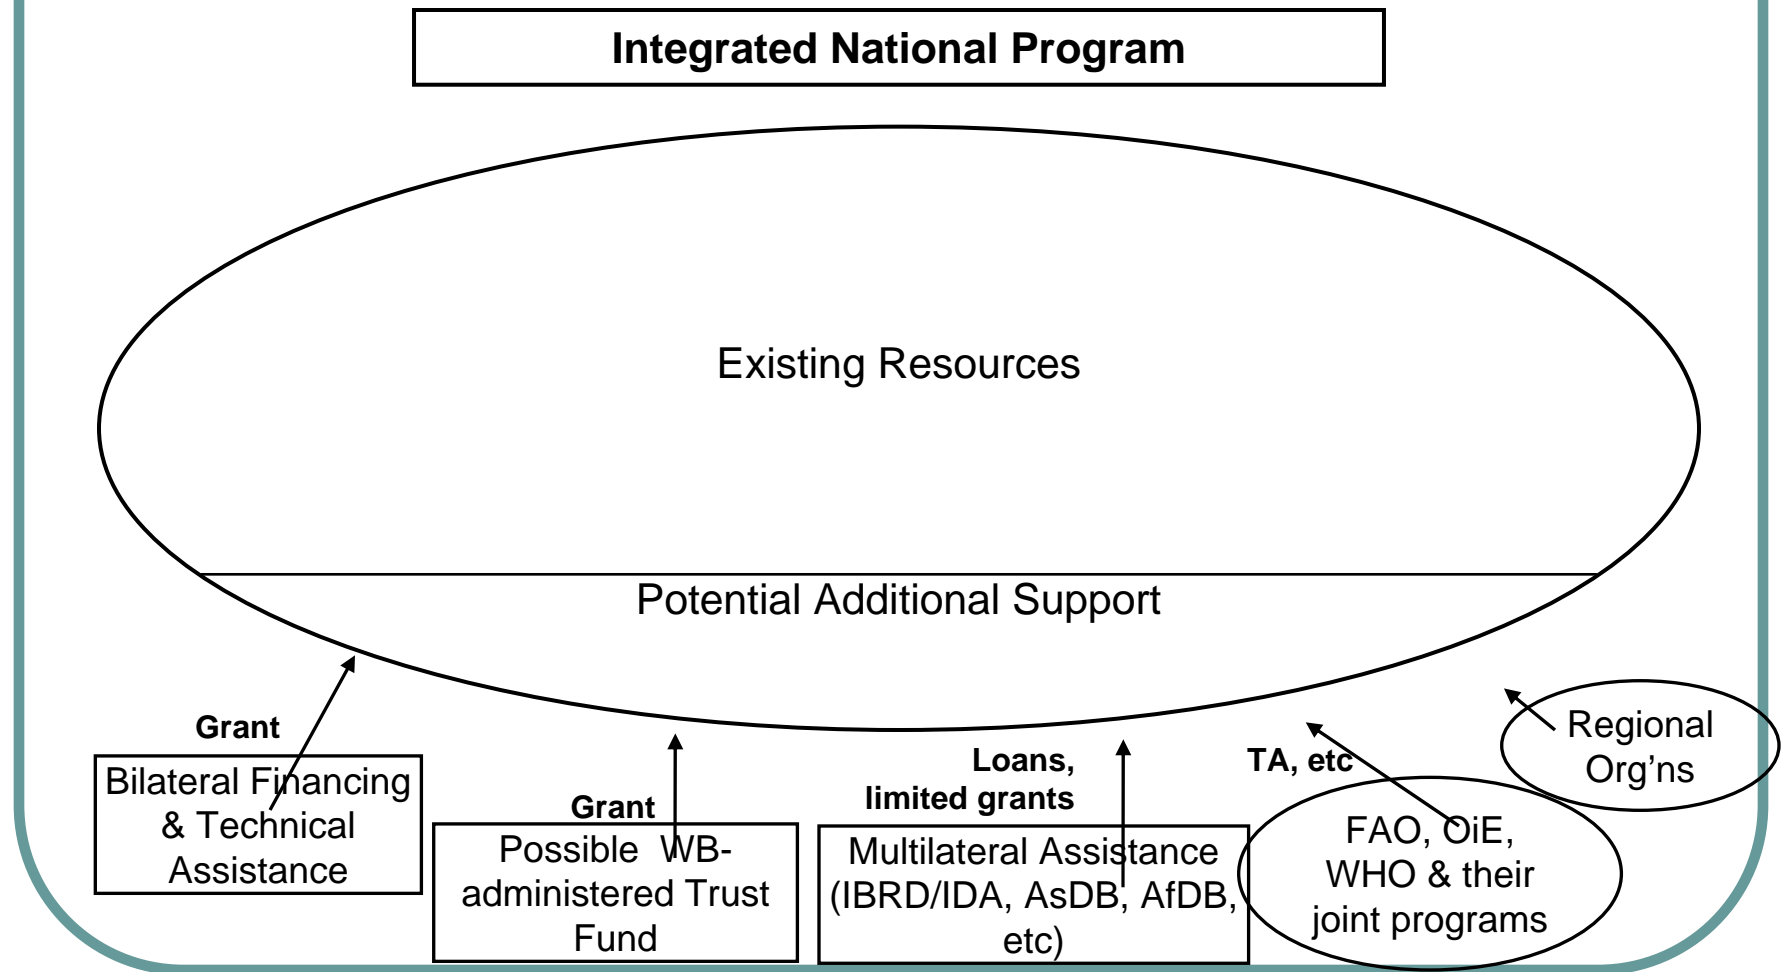 Integrated National Program
Existing Resources
Potential Additional Support
Grant
Bilateral Financing
& Technical
Assistance
Grant
Possible WB-
administered Trust
Fund
Loans,
limited grants
Multilateral Assistance
(IBRD/IDA, AsDB, AfDB,
etc)
TA, etc
FAO, OiE,
WHO & their
joint programs
Regional
Org’ns